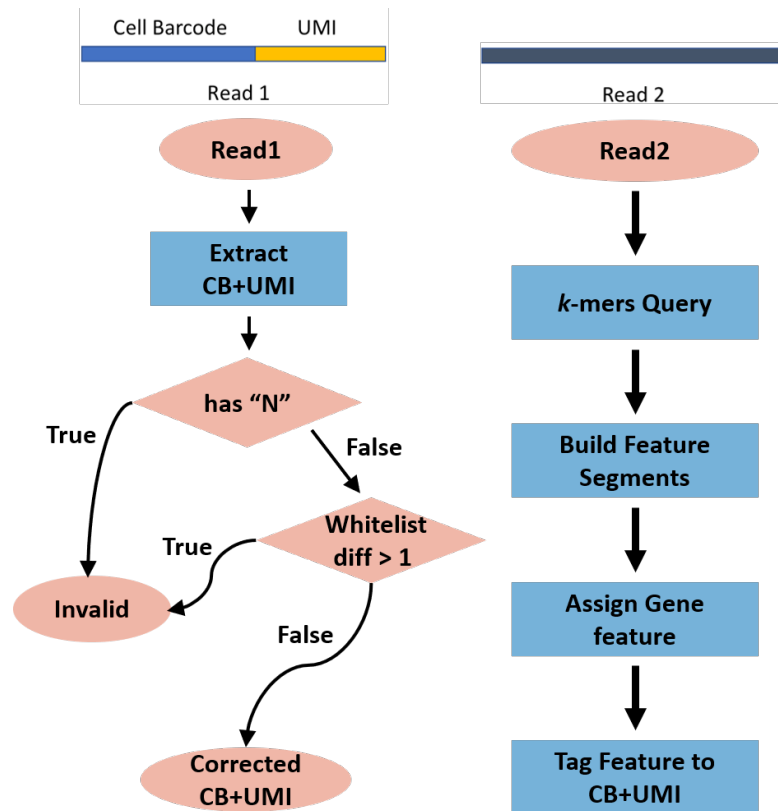 Cell Barcode
UMI
Read 1
Read1
Extract
CB+UMI
has “N”
True
False
Whitelist
diff > 1
True
Invalid
False
Corrected
CB+UMI
Read 2
Read2
k-mers Query
Build Feature
Segments
Assign Gene
feature
Tag Feature to
CB+UMI